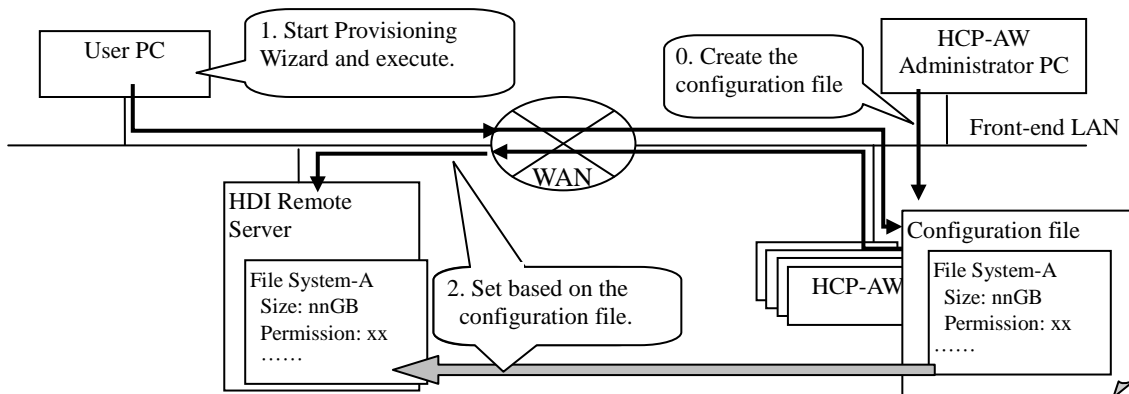 User PC
1. Start Provisioning
Wizard and execute.
0. Create the
configuration file
HCP-AW
Administrator PC
Front-end LAN
WAN
HDI Remote
Server
File System-A
Size: nnGB
Permission: xx
……
2. Set based on the
configuration file.
HCP-AW
Configuration file
File System-A
Size: nnGB
Permission: xx
……